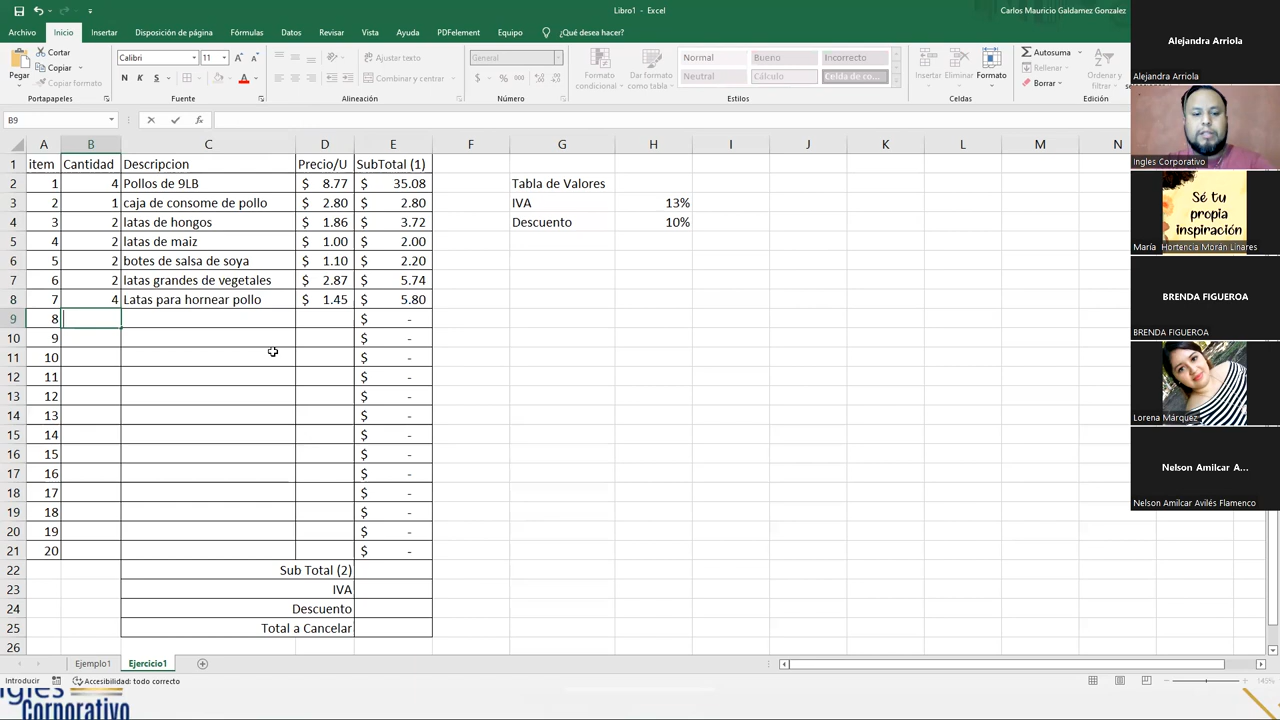 Libro1 - Excel
Carlos Mauricio Galdamez Gonzalez
Archivo Inicio Insertar Disposición de página Fórmulas Datos Revisar Vista Ayuda PDFelement Equipo ¿Qué desea hacer?
Pegar
Cortar
Copiar
Copiar formato
Portapapeles
Calibri 11
N K S
Fuente
Ajustar texto
Combinar y centrar
Alineación
General
Número
Formato condicional
Dar formato como tabla
Normal Bueno Incorrecto
Neutral Cálculo Celda de co...
Estilos
Insertar Eliminar Formato
Celdas
Autosuma
Rellenar
Borrar
Ordenar y
Edición
B9
A B C D E F G H I J K L M N
1 item Cantidad Descripcion Precio/U SubTotal (1)
2 1 4 Pollos de 9LB $ 8.77 $ 35.08 Tabla de Valores
3 2 1 caja de consome de pollo $ 2.80 $ 2.80 IVA 13%
4 3 2 latas de hongos $ 1.86 $ 3.72 Descuento 10%
5 4 2 latas de maiz $ 1.00 $ 2.00
6 5 2 botes de salsa de soya $ 1.10 $ 2.20
7 6 2 latas grandes de vegetales $ 2.87 $ 5.74
8 7 4 Latas para hornear pollo $ 1.45 $ 5.80
9 8 $ -
10 9 $ -
11 10 $ -
12 11 $ -
13 12 $ -
14 13 $ -
15 14 $ -
16 15 $ -
17 16 $ -
18 17 $ -
19 18 $ -
20 19 $ -
21 20 $ -
22 Sub Total (2)
23 IVA
24 Descuento
25 Total a Cancelar
26
Ejemplo1 Ejercicio1
Introducir Accesibilidad: todo correcto
Ingles
Corporativo
Alejandra Arriola
Alejandra Arriola
Ingles Corporativo
Sé tu
propia
inspiración
María Hortencia Morán Linares
BRENDA FIGUEROA
BRENDA FIGUEROA
Lorena Márquez
Nelson Amilcar A...
Nelson Amilcar Avilés Flamenco